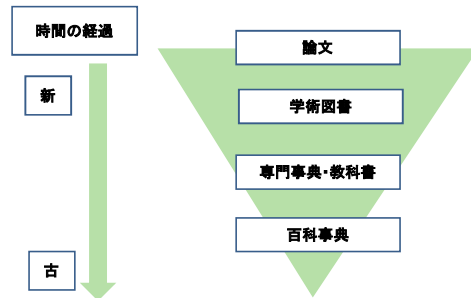 時間の経過
新
古
論文
学術図書
専門事典・教科書
百科事典